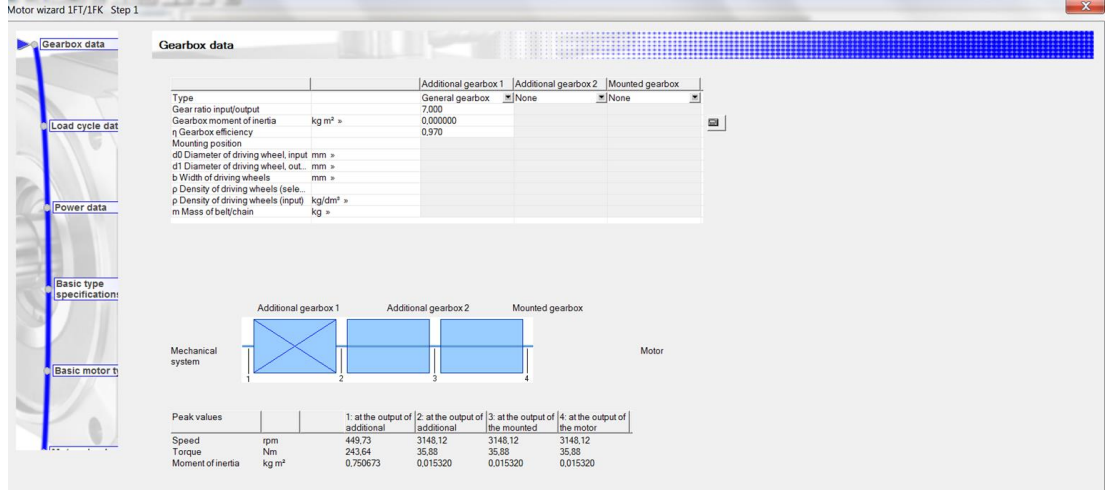 Motor wizard 1FT/1FK Step 1
X
Gearbox data
Load cycle dat
Power data
Basic type
specifications
Basic motor ty
Gearbox data
Additional gearbox 1 Additional gearbox 2 Mounted gearbox
Type General gearbox None None
Gear ratio input/output 7,000
Gearbox moment of inertia kg m² » 0,000000
η Gearbox efficiency 0,970
Mounting position
d0 Diameter of driving wheel, input mm »
d1 Diameter of driving wheel, out... mm »
b Width of driving wheels mm »
ρ Density of driving wheels (sele...
ρ Density of driving wheels (input) kg/dm³ »
m Mass of belt/chain kg »
Additional gearbox 1 Additional gearbox 2 Mounted gearbox
Mechanical
system
Motor
1 2 3 4
Peak values 1: at the output of 2: at the output of 3: at the output of 4: at the output of
additional additional the mounted the motor
Speed rpm 449,73 3148,12 3148,12 3148,12
Torque Nm 243,64 35,88 35,88 35,88
Moment of inertia kg m² 0,750673 0,015320 0,015320 0,015320